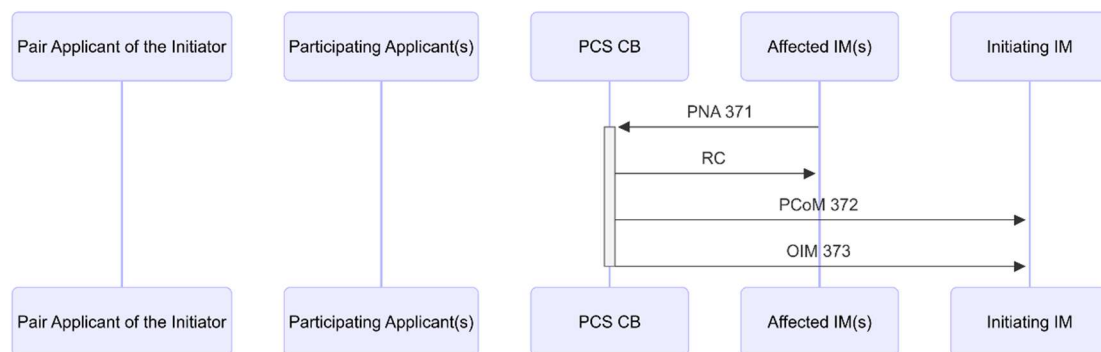 Pair Applicant of the Initiator
Participating Applicant(s)
PCS CB
Affected IM(s)
Initiating IM
PNA 371
RC
PCoM 372
OIM 373
Pair Applicant of the Initiator
Participating Applicant(s)
PCS CB
Affected IM(s)
Initiating IM